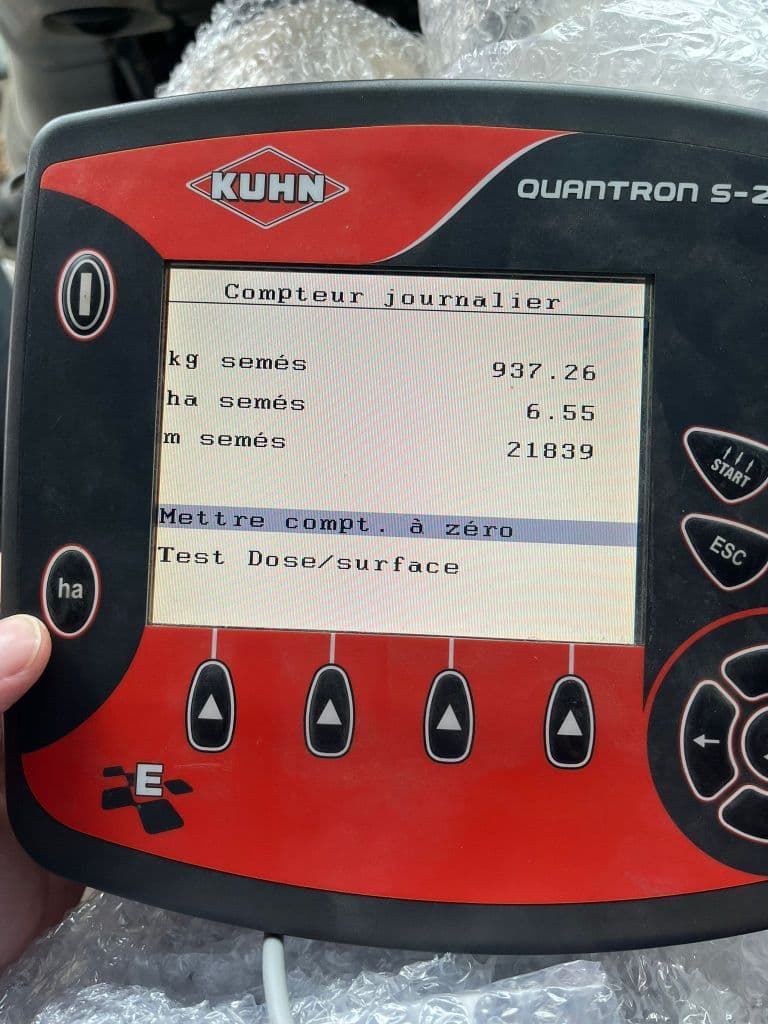 KUHN
QUANTRON S-2
Compteur journalier
kg semés 937.26
ha semés 6.55
m semés 21839
START
Mettre compt. à zéro
ESC
Test Dose/surface
ha
E